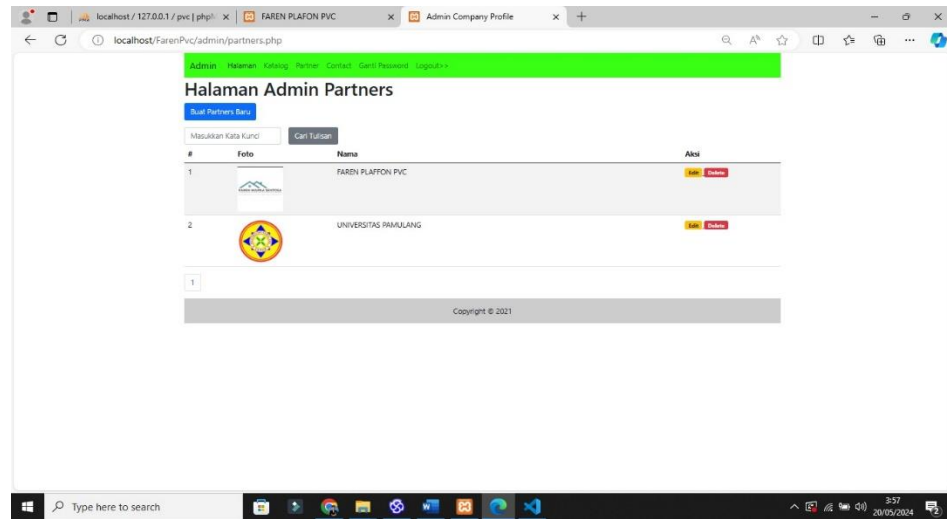 localhost / 127.0.0.1 / pvc | php
FAREN PLAFON PVC
Admin Company Profile
localhost/FarenPvc/admin/partners.php
Admin Halaman Katalog Partner Contact Ganti Password Logout>>
Halaman Admin Partners
Buat Partners Baru
Masukkan Kata Kunci Cari Tulisan
# Foto Nama Aksi
1 FAREN PLAFFON PVC Edit Delete
2 UNIVERSITAS PAMULANG Edit Delete
1
Copyright © 2021
Type here to search
3:57
20/05/2024